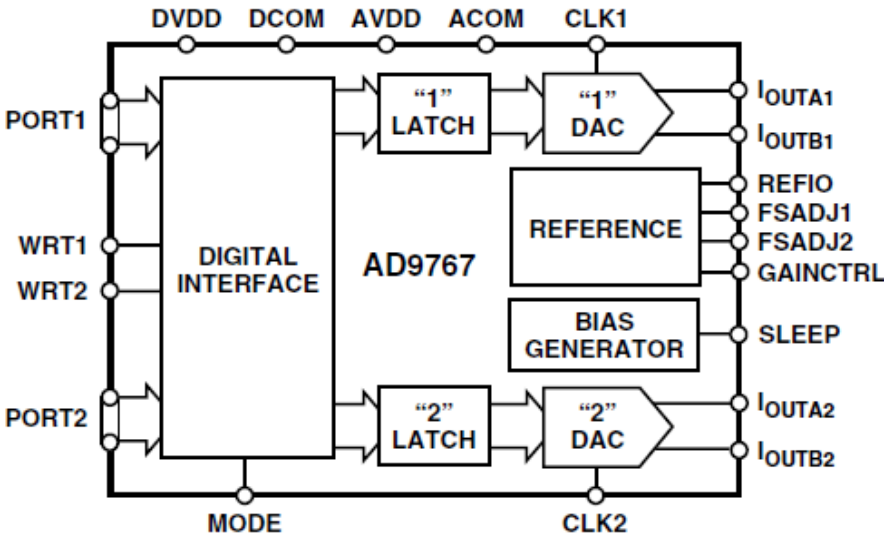 DVDD DCOM AVDD ACOM CLK1
PORT1
“1”
LATCH
“1”
DAC
IOUTA1
IOUTB1
REFIO
FSADJ1
FSADJ2
GAINCTRL
REFERENCE
WRT1
WRT2
DIGITAL
INTERFACE
AD9767
BIAS
GENERATOR
SLEEP
PORT2
“2”
LATCH
“2”
DAC
IOUTA2
IOUTB2
MODE
CLK2